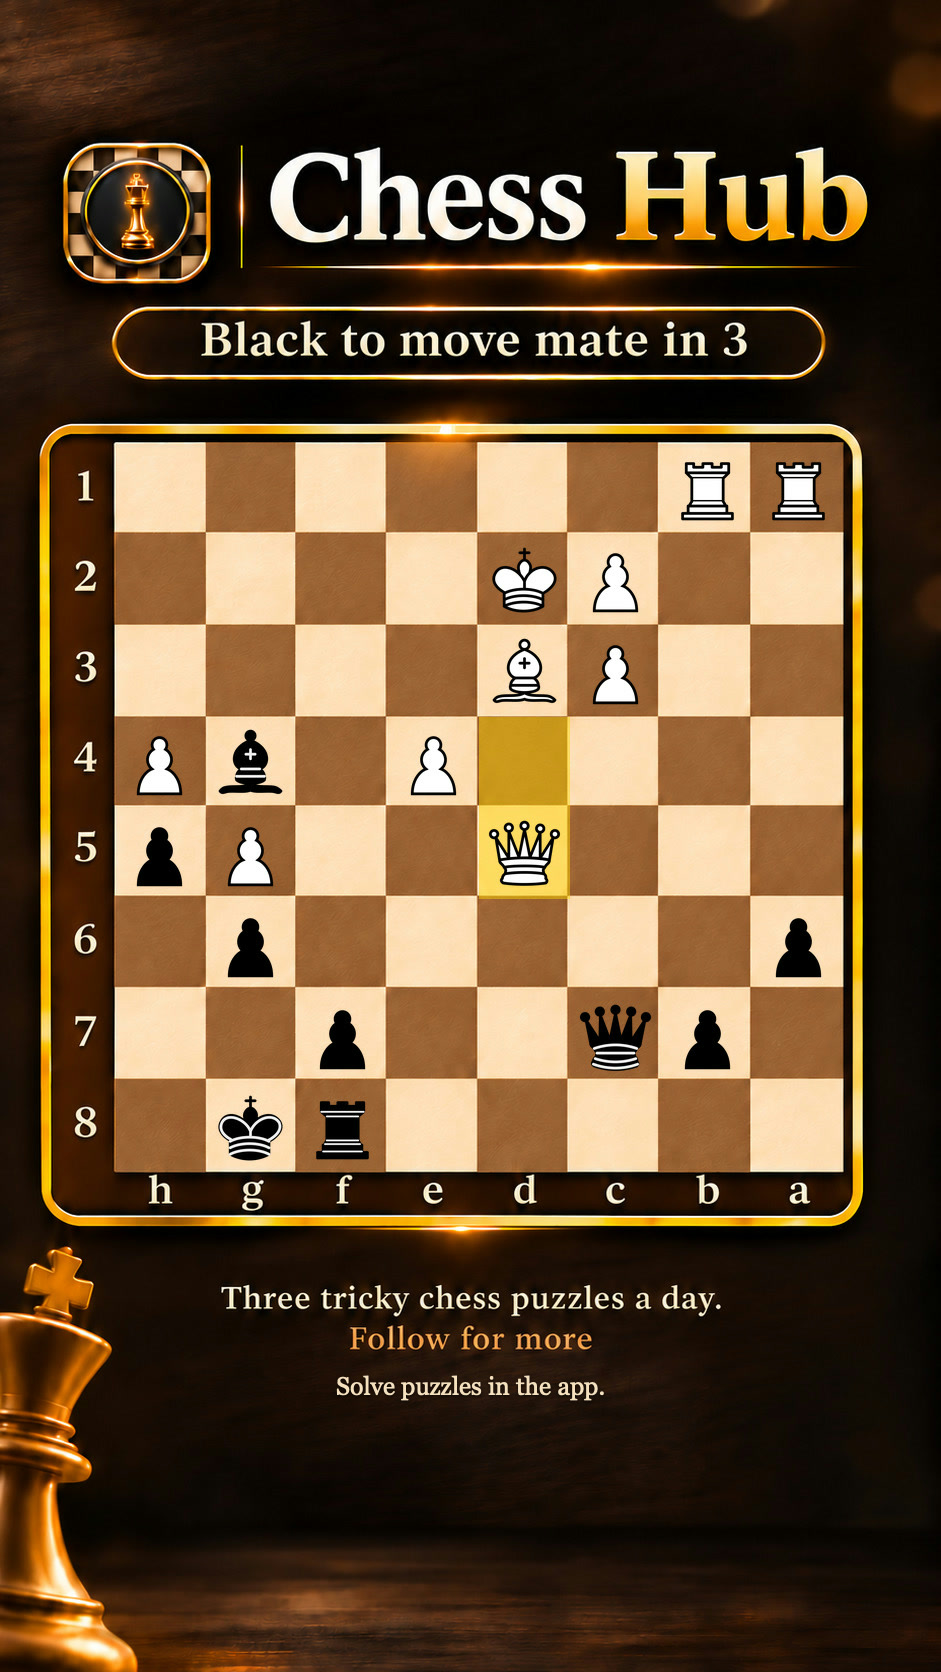 Chess Hub
Black to move mate in 3
1
2
3
4
5
6
7
8
h g f e d c b a
Three tricky chess puzzles a day.
Follow for more
Solve puzzles in the app.